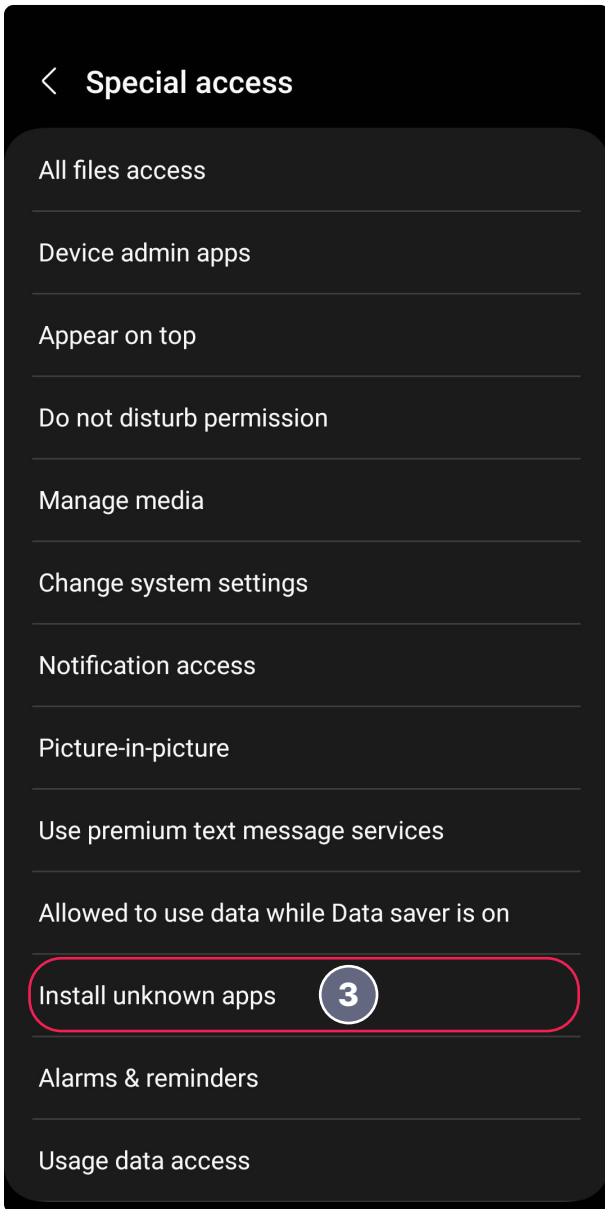 Special access
All files access
Device admin apps
Appear on top
Do not disturb permission
Manage media
Change system settings
Notification access
Picture-in-picture
Use premium text message services
Allowed to use data while Data saver is on
Install unknown apps 3
Alarms & reminders
Usage data access